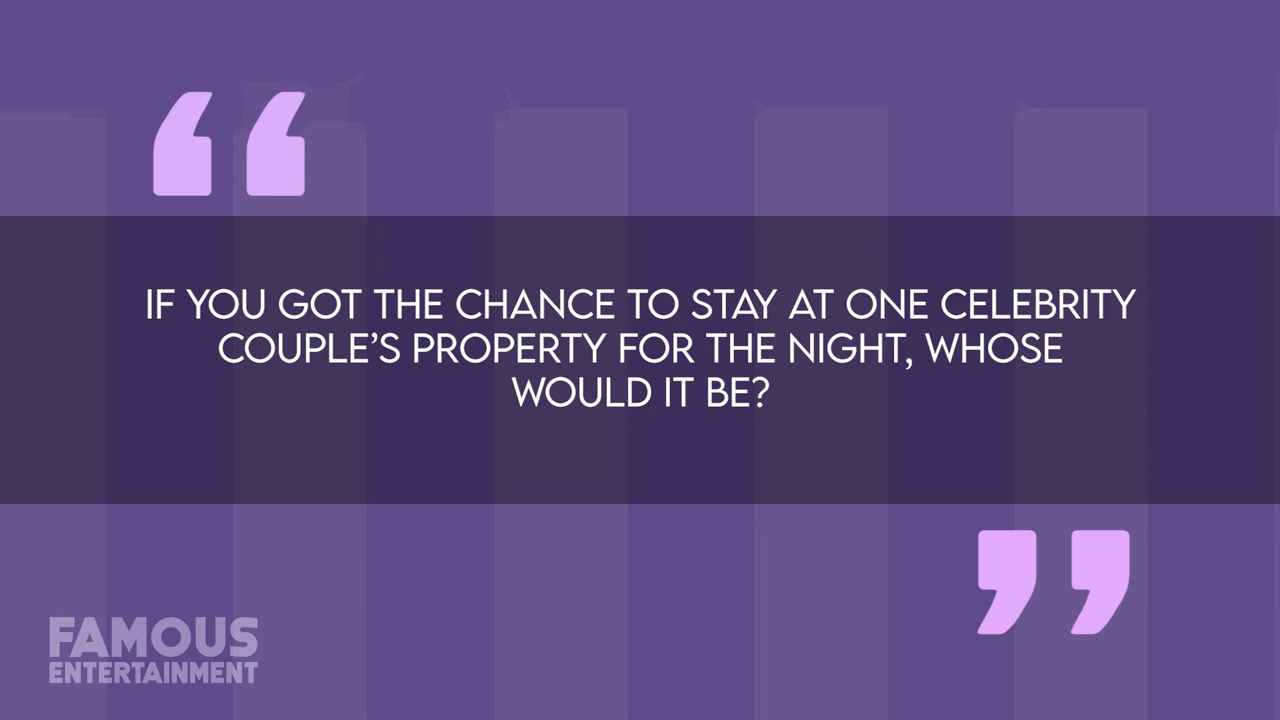 “
IF YOU GOT THE CHANCE TO STAY AT ONE CELEBRITY
COUPLE’S PROPERTY FOR THE NIGHT, WHOSE
WOULD IT BE?
”
FAMOUS
ENTERTAINMENT